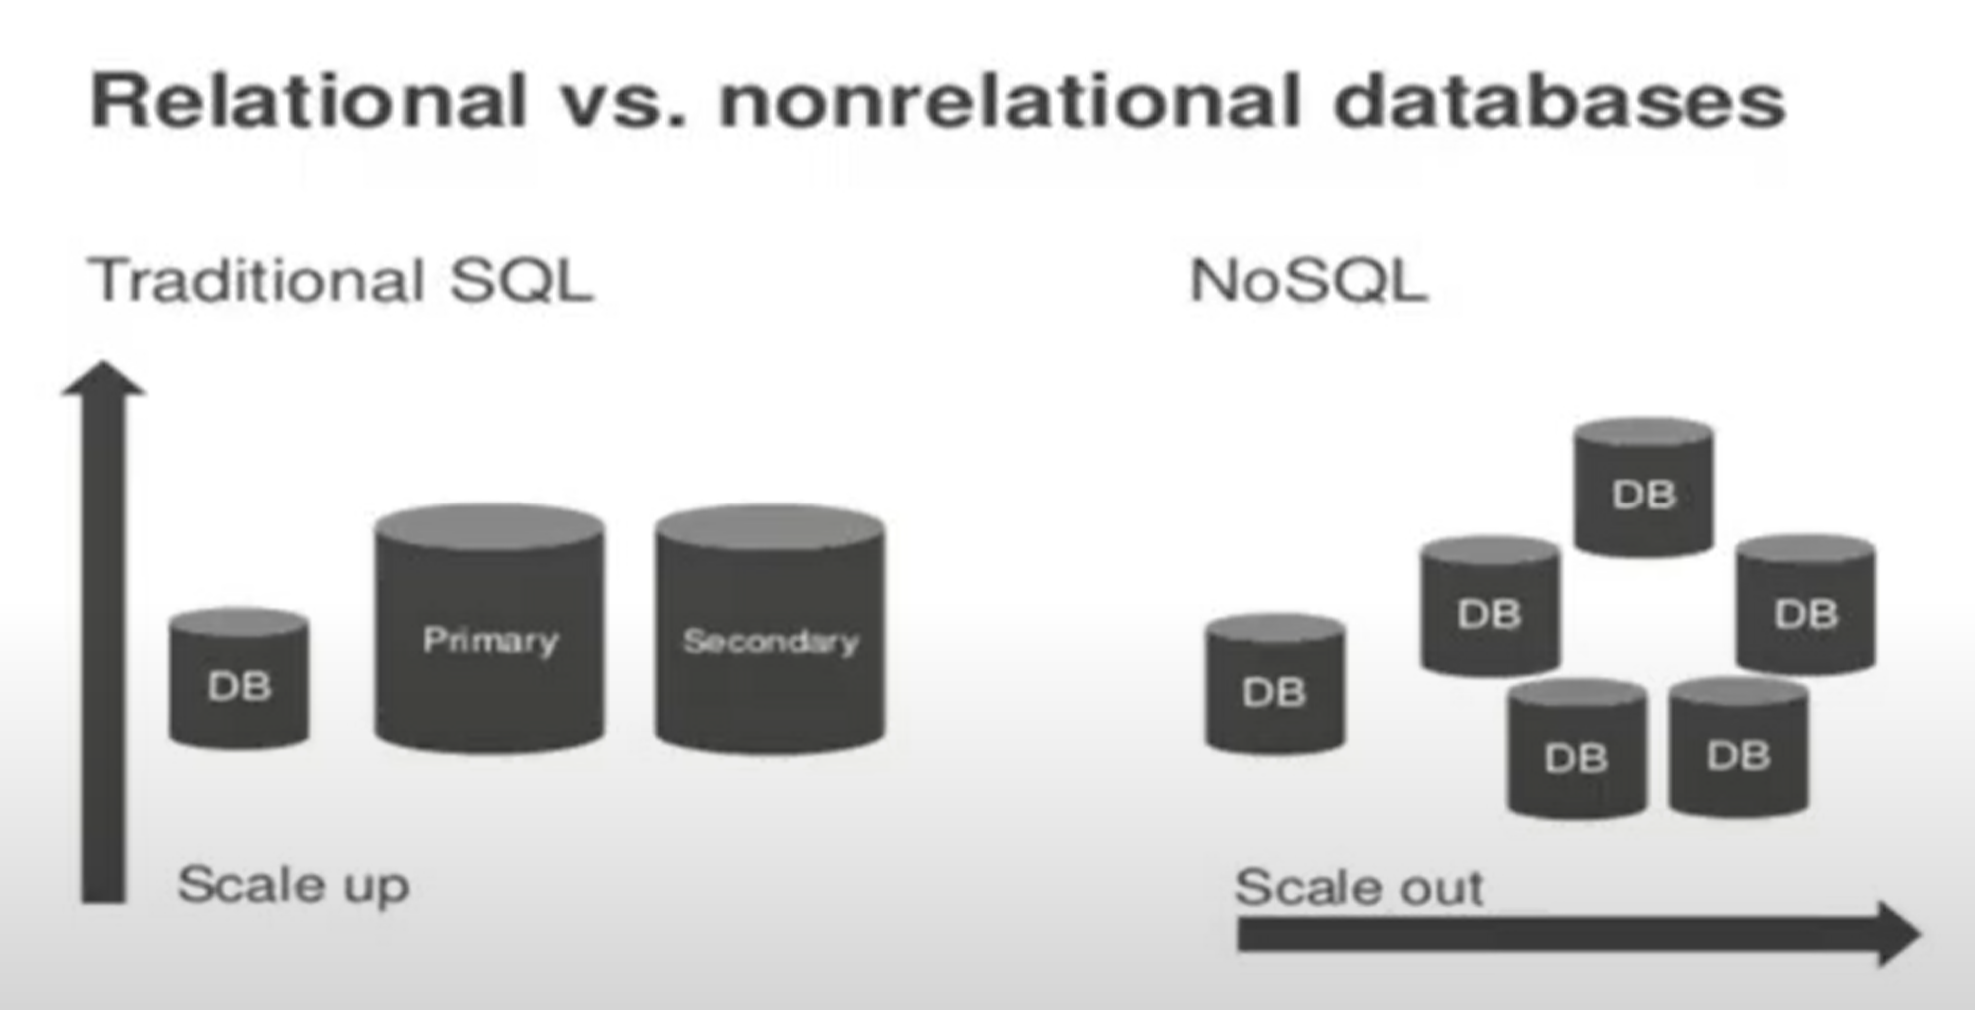 Relational vs. nonrelational databases
Traditional SQL
DB
Primary
Secondary
Scale up
NoSQL
DB
DB
DB
DB
DB
DB
Scale out